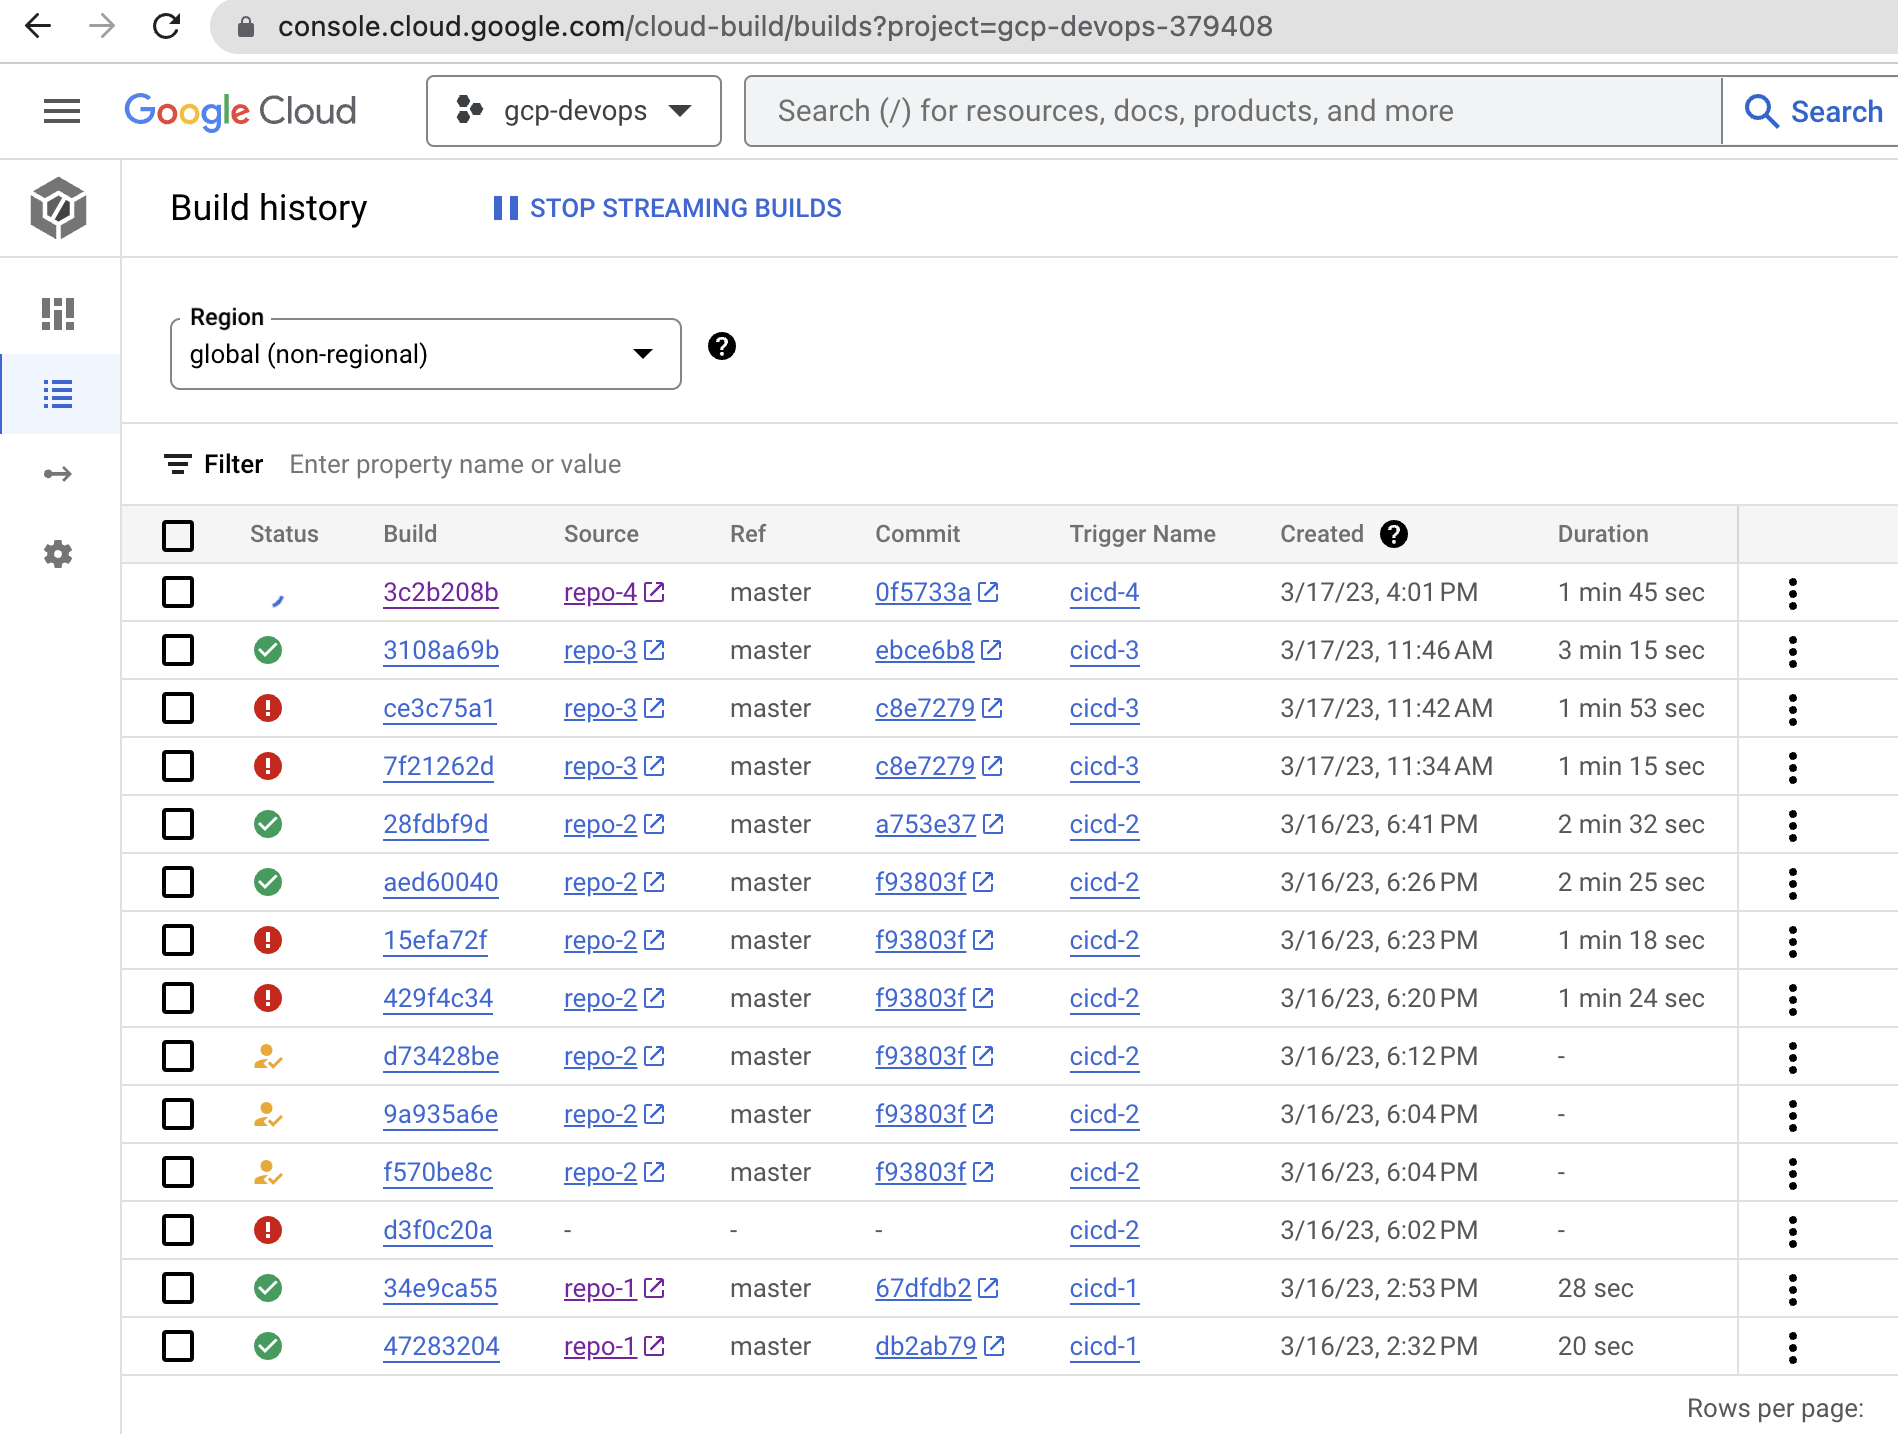 console.cloud.google.com/cloud-build/builds?project=gcp-devops-379408
Google Cloud gcp-devops Search (/) for resources, docs, products, and more Search
Build history STOP STREAMING BUILDS
Region
global (non-regional) ?
Filter Enter property name or value
Status Build Source Ref Commit Trigger Name Created ? Duration
3c2b208b repo-4 master 0f5733a cicd-4 3/17/23, 4:01 PM 1 min 45 sec
3108a69b repo-3 master ebce6b8 cicd-3 3/17/23, 11:46 AM 3 min 15 sec
! ce3c75a1 repo-3 master c8e7279 cicd-3 3/17/23, 11:42 AM 1 min 53 sec
! 7f21262d repo-3 master c8e7279 cicd-3 3/17/23, 11:34 AM 1 min 15 sec
28fdbf9d repo-2 master a753e37 cicd-2 3/16/23, 6:41 PM 2 min 32 sec
aed60040 repo-2 master f93803f cicd-2 3/16/23, 6:26 PM 2 min 25 sec
! 15efa72f repo-2 master f93803f cicd-2 3/16/23, 6:23 PM 1 min 18 sec
! 429f4c34 repo-2 master f93803f cicd-2 3/16/23, 6:20 PM 1 min 24 sec
d73428be repo-2 master f93803f cicd-2 3/16/23, 6:12 PM -
9a935a6e repo-2 master f93803f cicd-2 3/16/23, 6:04 PM -
f570be8c repo-2 master f93803f cicd-2 3/16/23, 6:04 PM -
! d3f0c20a - - - cicd-2 3/16/23, 6:02 PM -
34e9ca55 repo-1 master 67dfdb2 cicd-1 3/16/23, 2:53 PM 28 sec
47283204 repo-1 master db2ab79 cicd-1 3/16/23, 2:32 PM 20 sec
Rows per page: